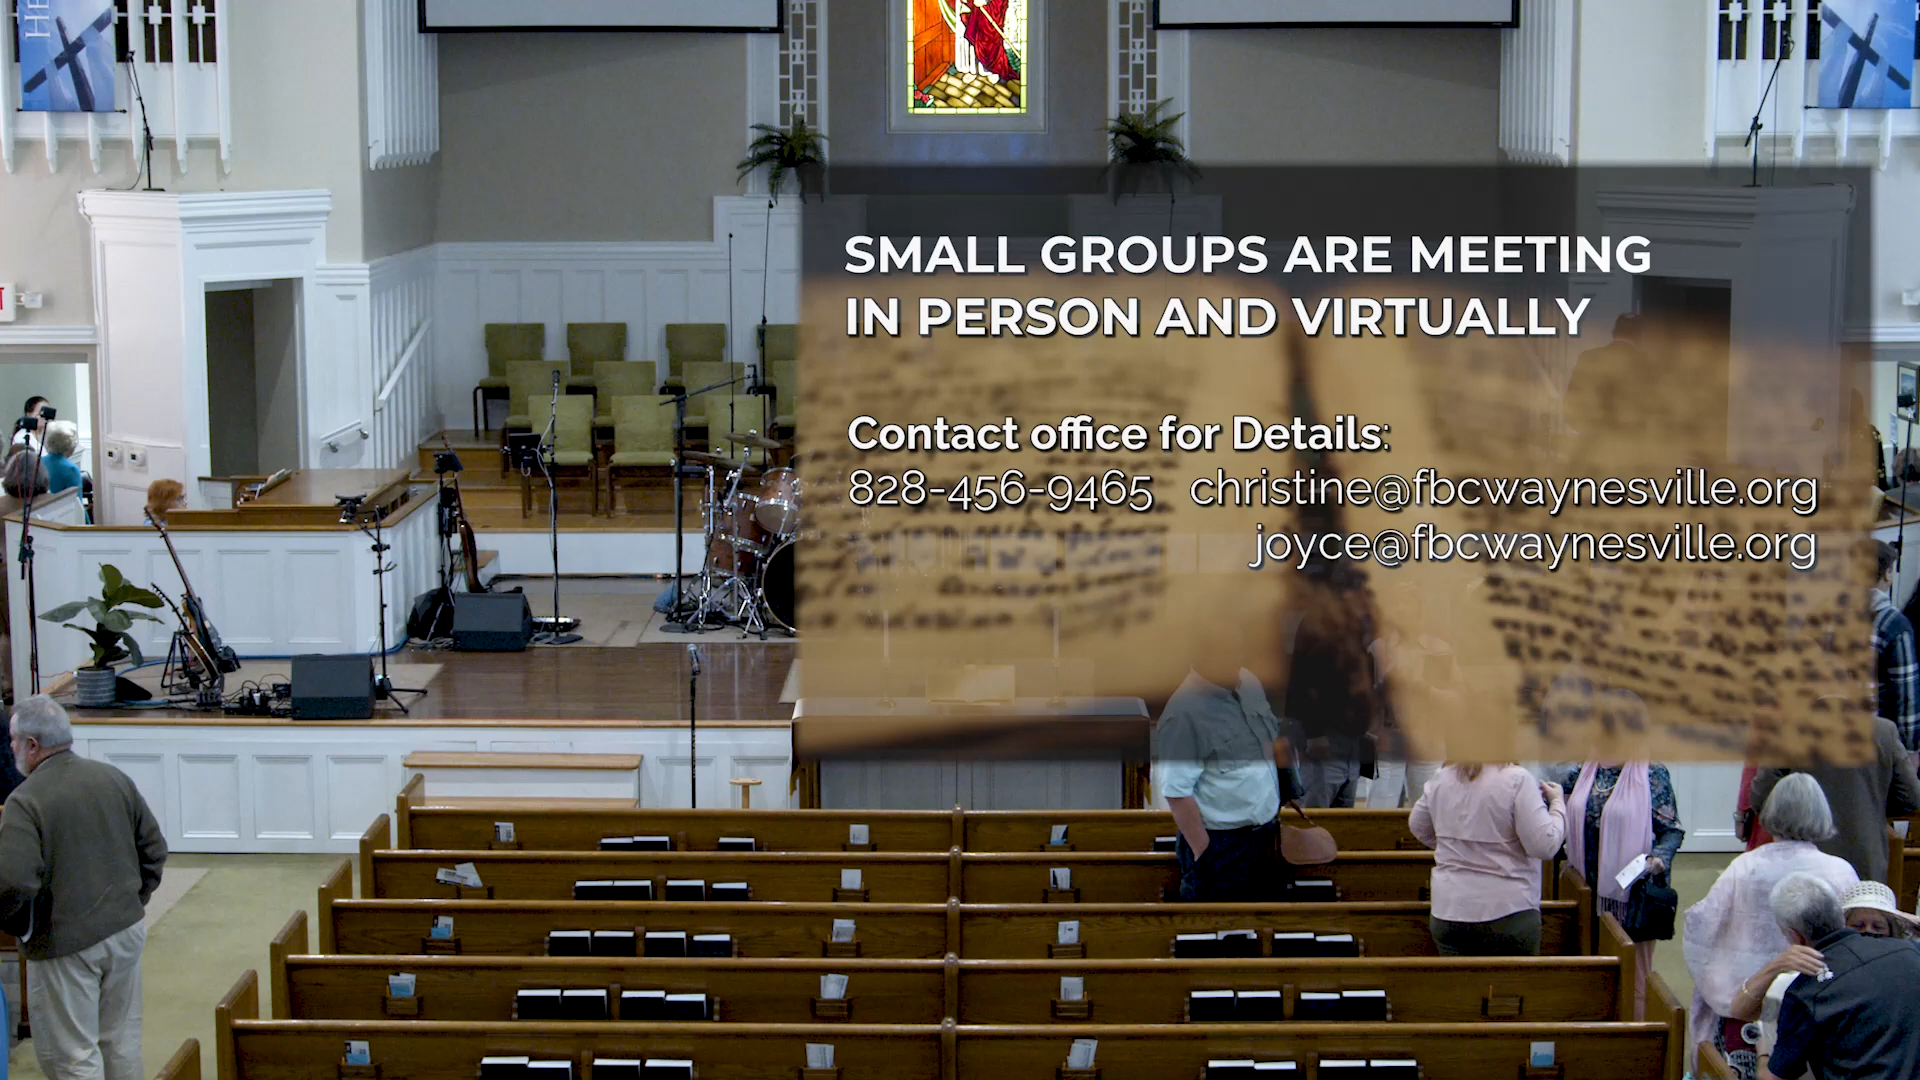 HE
SMALL GROUPS ARE MEETING
IN PERSON AND VIRTUALLY
Contact office for Details:
828-456-9465 christine@fbcwaynesville.org
joyce@fbcwaynesville.org